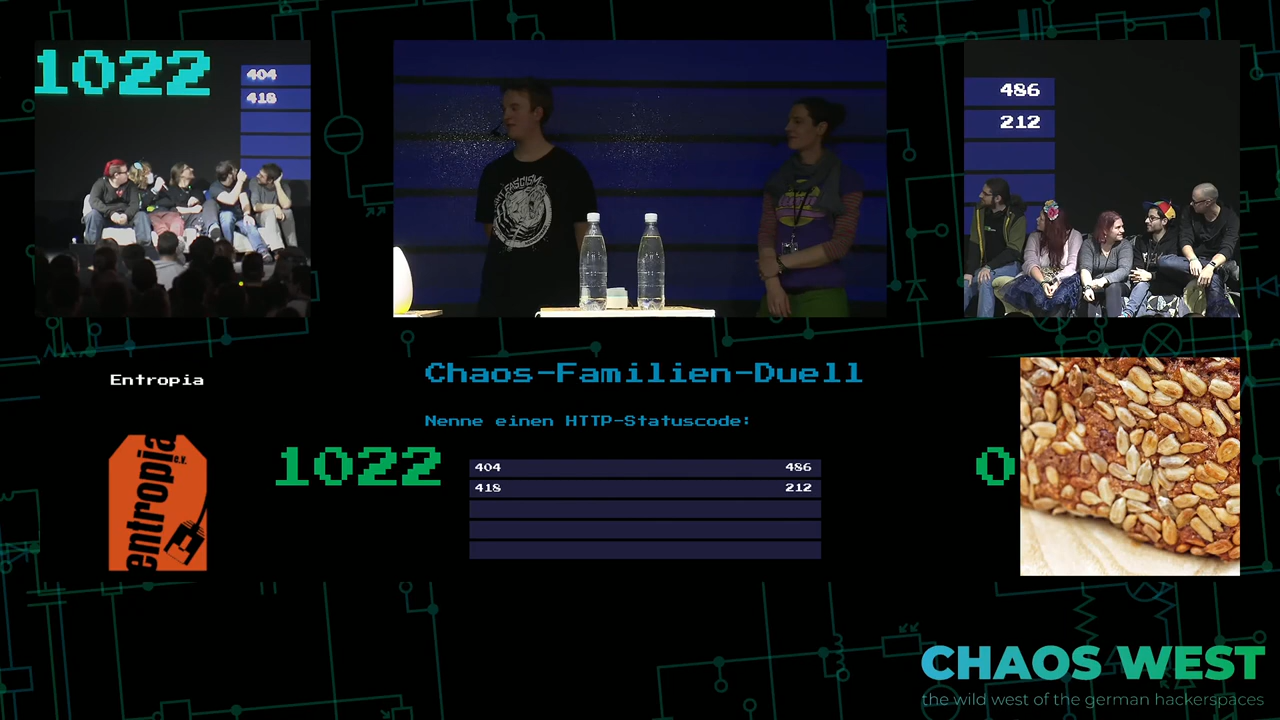 1022
404
418
486
212
FASCISM
Entropia
entropia
e.V.
Chaos-Familien-Duell
Nenne einen HTTP-Statuscode:
1022
404 486
418 212
0
CHAOS WEST
the wild west of the german hackerspaces